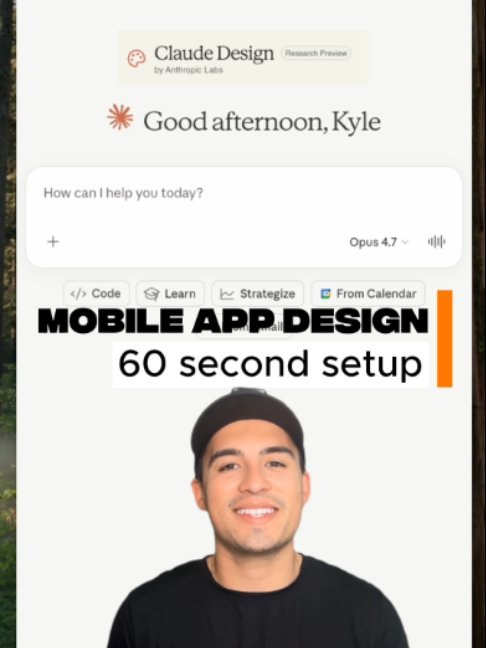 Claude Design Research Preview
by Anthropic Labs
Good afternoon, Kyle
How can I help you today?
+ Opus 4.7
</> Code Learn Strategize From Calendar
MOBILE APP DESIGN
60 second setup